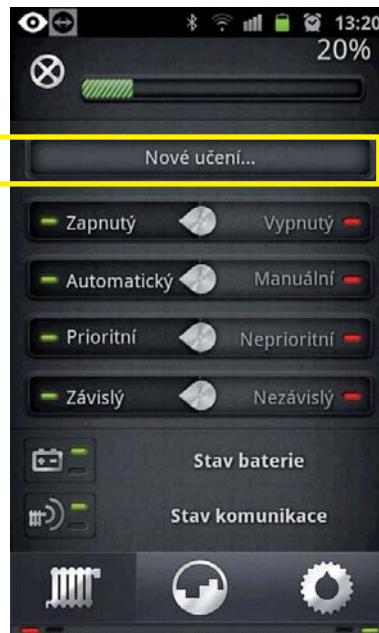 13:20
20%
Nové učení...
Zapnutý Vypnutý
Automatický Manuální
Prioritní Neprioritní
Závislý Nezávislý
Stav baterie
Stav komunikace